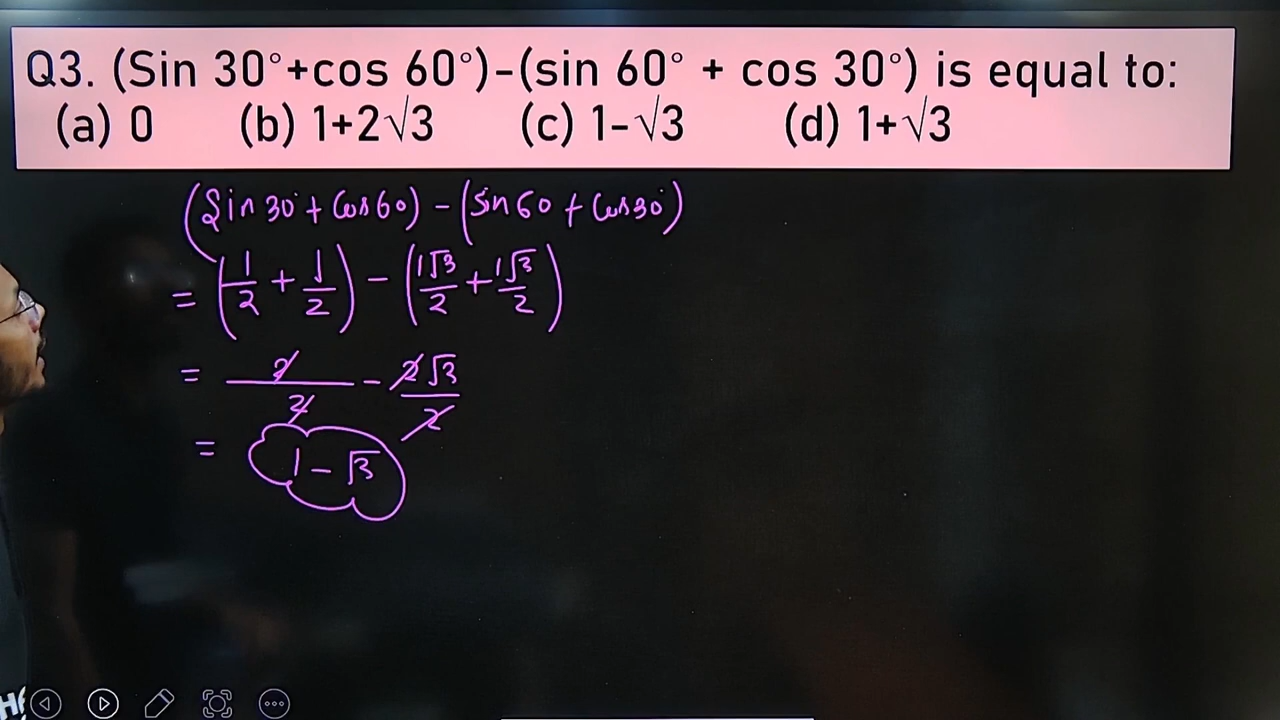 Q3. (Sin 30°+cos 60°)-(sin 60° + cos 30°) is equal to:
(a) 0 (b) 1+2√3 (c) 1-√3 (d) 1+√3
(Sin 30° + Cos 60) - (Sin 60 + Cos 30°)
= (1/2 + 1/2) - (1√3/2 + 1√3/2)
= 2/2 - 2√3/2
= 1 - √3